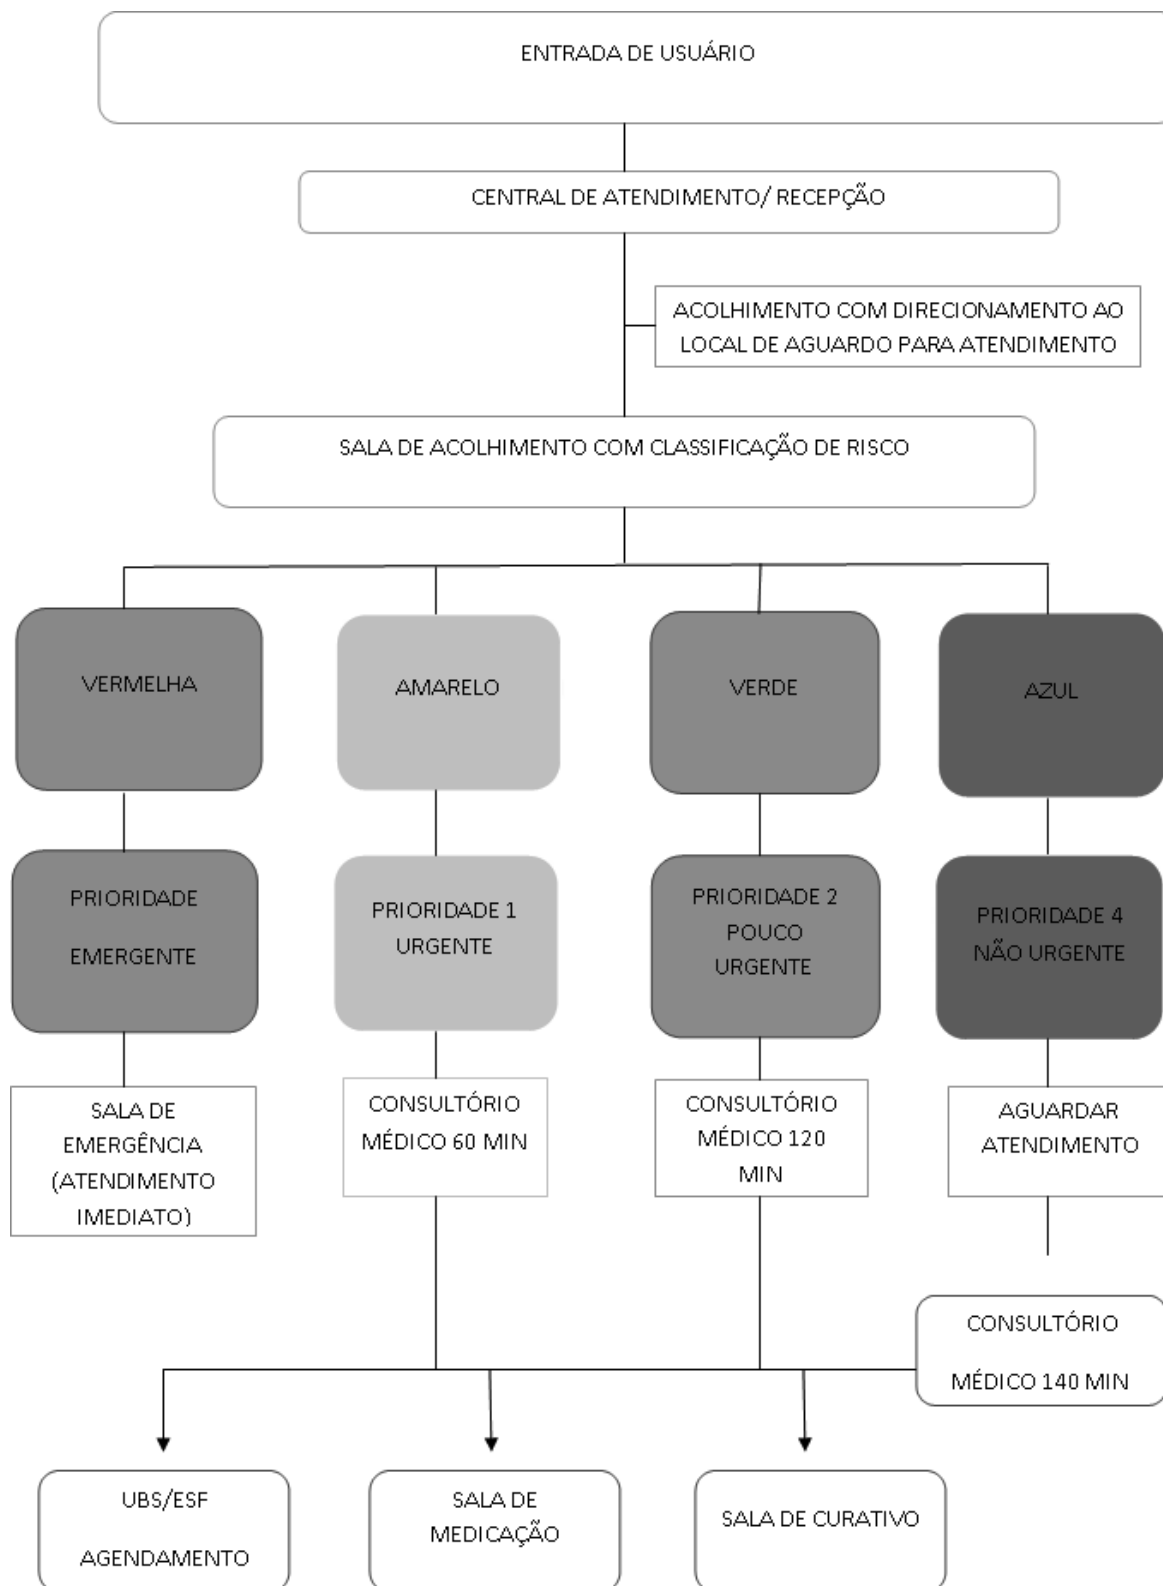 ENTRADA DE USUÁRIO
CENTRAL DE ATENDIMENTO/ RECEPÇÃO
ACOLHIMENTO COM DIRECIONAMENTO AO
LOCAL DE AGUARDO PARA ATENDIMENTO
SALA DE ACOLHIMENTO COM CLASSIFICAÇÃO DE RISCO
VERMELHA
AMARELO
VERDE
AZUL
PRIORIDADE
EMERGENTE
PRIORIDADE 1
URGENTE
PRIORIDADE 2
POUCO
URGENTE
PRIORIDADE 4
NÃO URGENTE
SALA DE
EMERGÊNCIA
(ATENDIMENTO
IMEDIATO)
CONSULTÓRIO
MÉDICO 60 MIN
CONSULTÓRIO
MÉDICO 120
MIN
AGUARDAR
ATENDIMENTO
CONSULTÓRIO
MÉDICO 140 MIN
UBS/ESF
AGENDAMENTO
SALA DE
MEDICAÇÃO
SALA DE CURATIVO